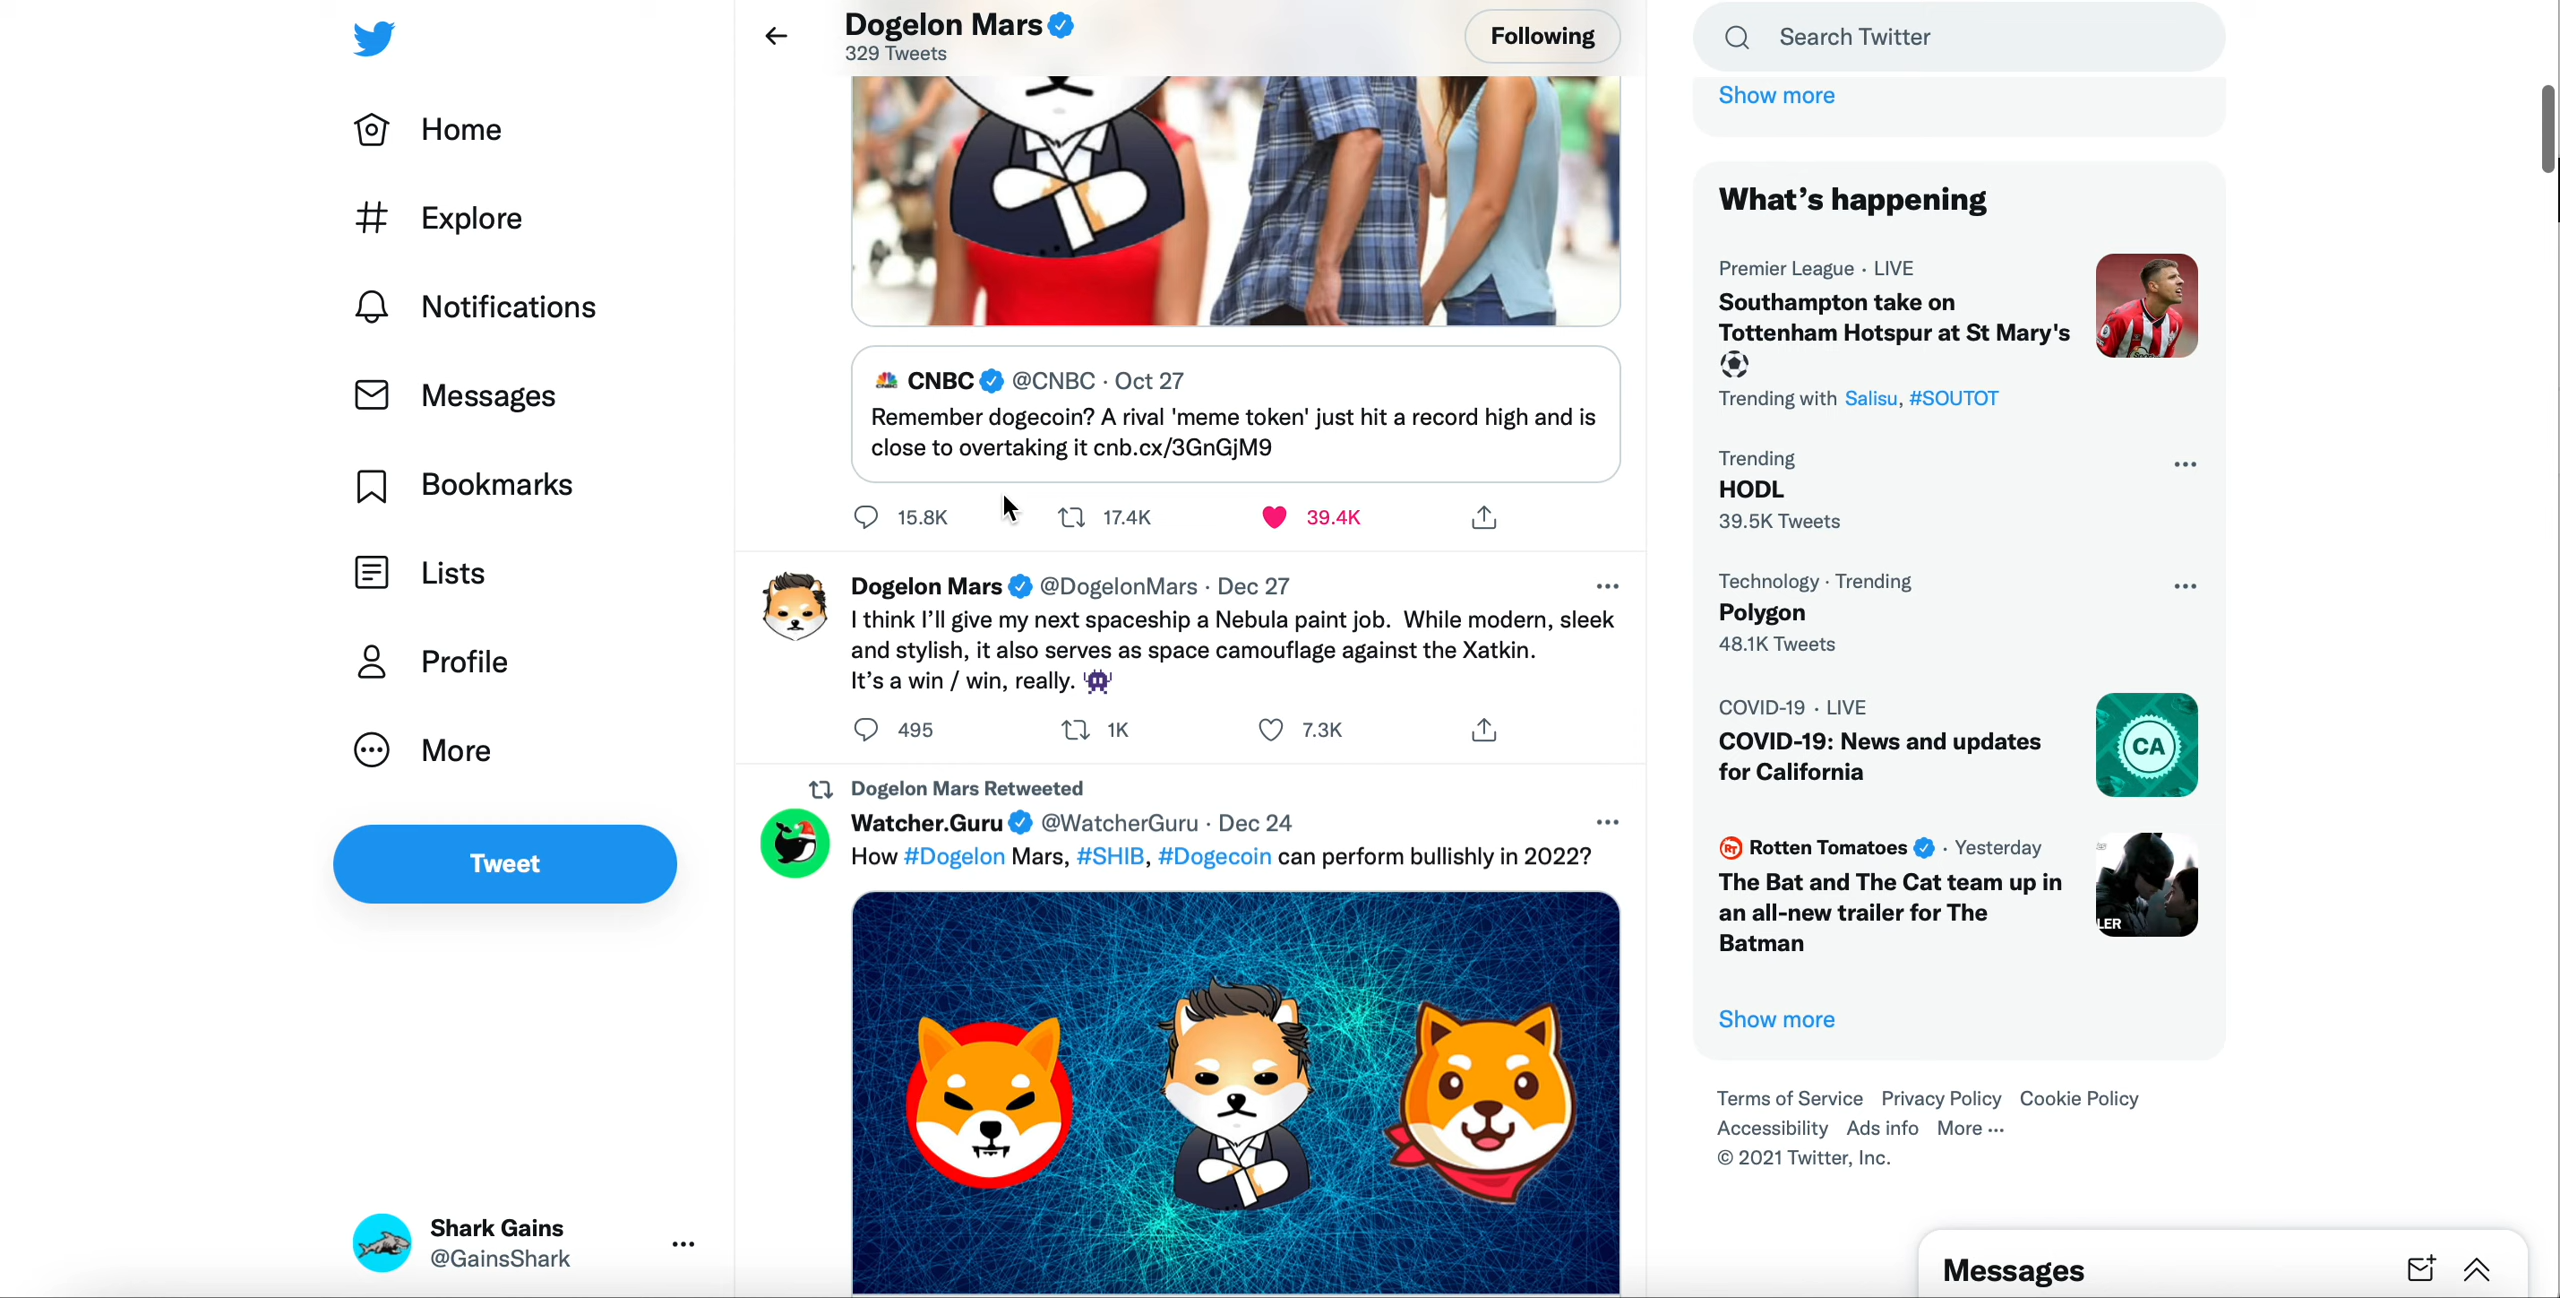 Home
Explore
Notifications
Messages
Bookmarks
Lists
Profile
More
Tweet
Shark Gains
@GainsShark
Dogelon Mars
329 Tweets
Following
CNBC @CNBC · Oct 27
Remember dogecoin? A rival 'meme token' just hit a record high and is
close to overtaking it cnb.cx/3GnGjM9
15.8K 17.4K 39.4K
Dogelon Mars @DogelonMars · Dec 27
I think I’ll give my next spaceship a Nebula paint job. While modern, sleek
and stylish, it also serves as space camouflage against the Xatkin.
It’s a win / win, really. 👾
495 1K 7.3K
Dogelon Mars Retweeted
Watcher.Guru @WatcherGuru · Dec 24
How #Dogelon Mars, #SHIB, #Dogecoin can perform bullishly in 2022?
Search Twitter
Show more
What’s happening
Premier League · LIVE
Southampton take on
Tottenham Hotspur at St Mary's
⚽
Trending with Salisu, #SOUTOT
Trending
HODL
39.5K Tweets
Technology · Trending
Polygon
48.1K Tweets
COVID-19 · LIVE
COVID-19: News and updates
for California
CA
Rotten Tomatoes · Yesterday
The Bat and The Cat team up in
an all-new trailer for The
Batman
LER
Show more
Terms of Service Privacy Policy Cookie Policy
Accessibility Ads info More ···
© 2021 Twitter, Inc.
Messages